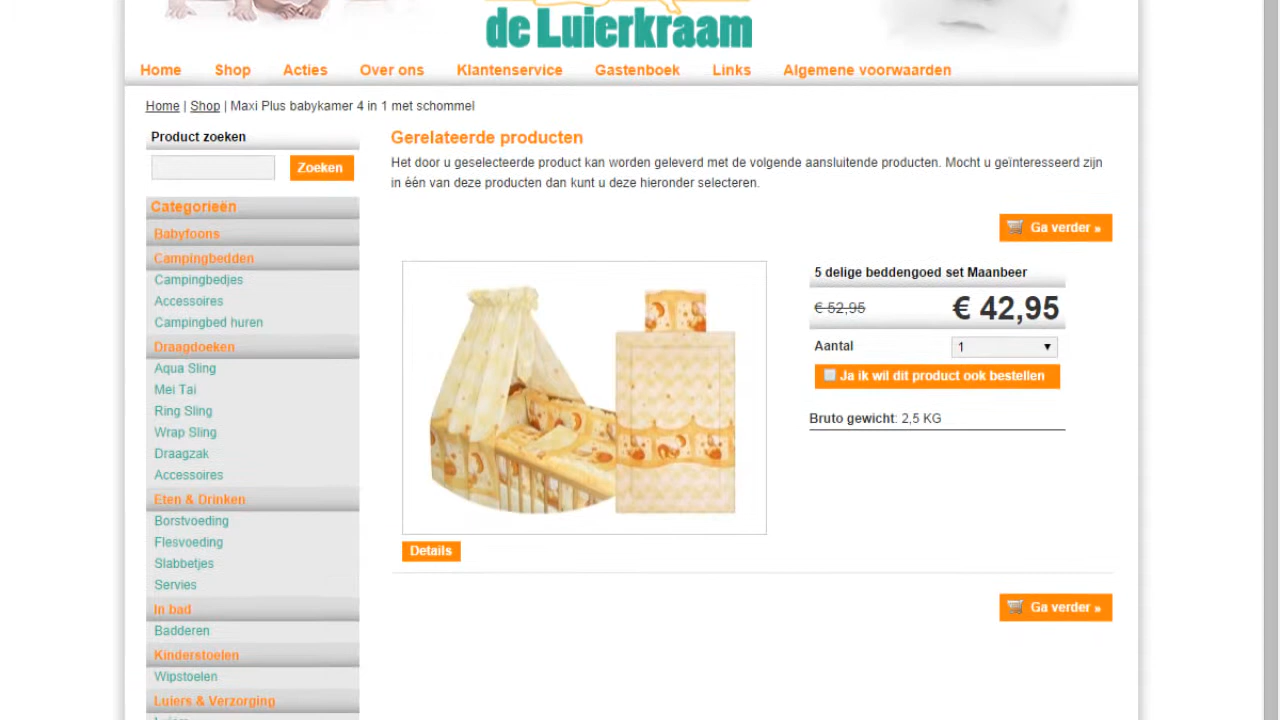 de Luierkraam
Home Shop Acties Over ons Klantenservice Gastenboek Links Algemene voorwaarden
Home | Shop | Maxi Plus babykamer 4 in 1 met schommel
Product zoeken
Zoeken
Categorieën
Babyfoons
Campingbedden
Campingbedjes
Accessoires
Campingbed huren
Draagdoeken
Aqua Sling
Mei Tai
Ring Sling
Wrap Sling
Draagzak
Accessoires
Eten & Drinken
Borstvoeding
Flesvoeding
Slabbetjes
Servies
In bad
Badderen
Kinderstoelen
Wipstoelen
Luiers & Verzorging
Gerelateerde producten
Het door u geselecteerde product kan worden geleverd met de volgende aansluitende producten. Mocht u geïnteresseerd zijn
in één van deze producten dan kunt u deze hieronder selecteren.
Ga verder »
5 delige beddengoed set Maanbeer
€ 52,95 € 42,95
Aantal 1
Ja ik wil dit product ook bestellen
Bruto gewicht: 2,5 KG
Details
Ga verder »